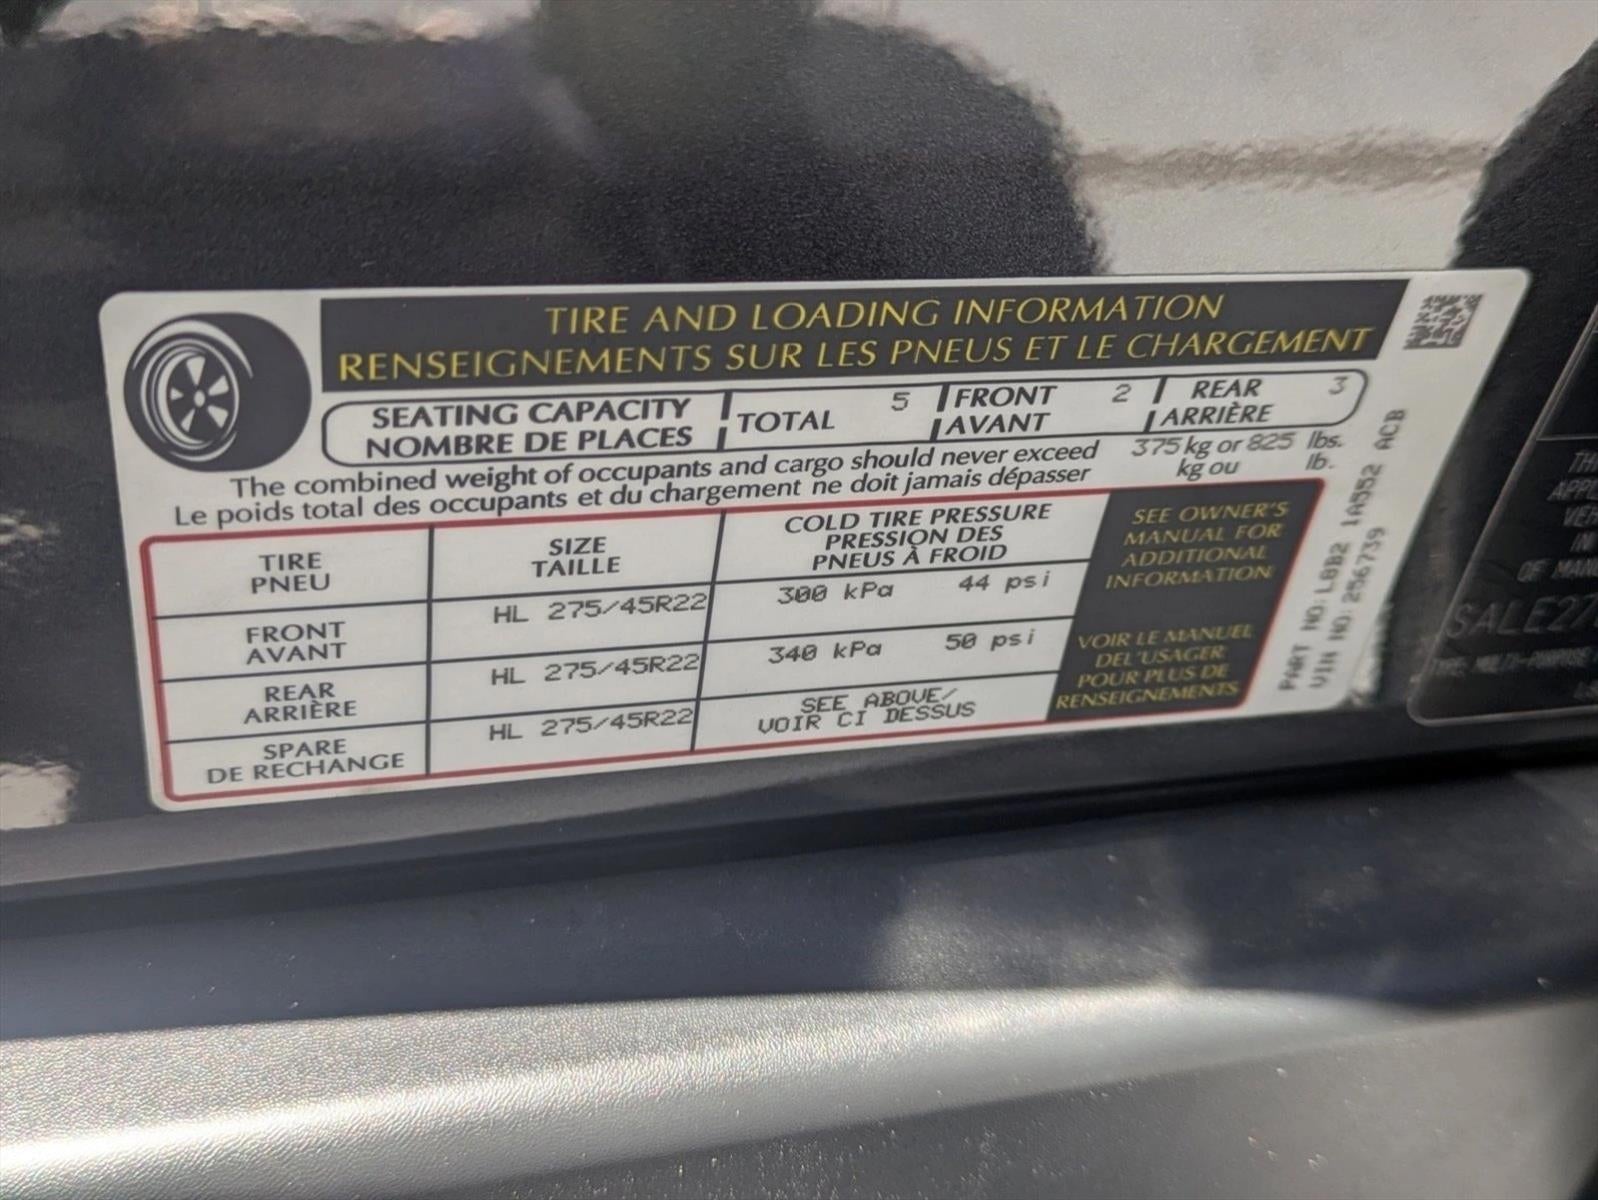 TIRE AND LOADING INFORMATION
RENSEIGNEMENTS SUR LES PNEUS ET LE CHARGEMENT
SEATING CAPACITY
NOMBRE DE PLACES
TOTAL 5
FRONT 2
AVANT
REAR 3
ARRIÈRE
The combined weight of occupants and cargo should never exceed 375 kg or 825 lbs.
Le poids total des occupants et du chargement ne doit jamais dépasser kg ou lb.
TIRE
PNEU
SIZE
TAILLE
COLD TIRE PRESSURE
PRESSION DES
PNEUS À FROID
FRONT
AVANT
HL 275/45R22
300 kPa 44 psi
REAR
ARRIÈRE
HL 275/45R22
340 kPa 50 psi
SPARE
DE RECHANGE
HL 275/45R22
SEE ABOVE/
VOIR CI DESSUS
SEE OWNER'S
MANUAL FOR
ADDITIONAL
INFORMATION
VOIR LE MANUEL
DEL'USAGER
POUR PLUS DE
RENSEIGNEMENTS
PART NO: L8B2 1A552 ACB
VIN NO: 256739
OF MAN
SALE27